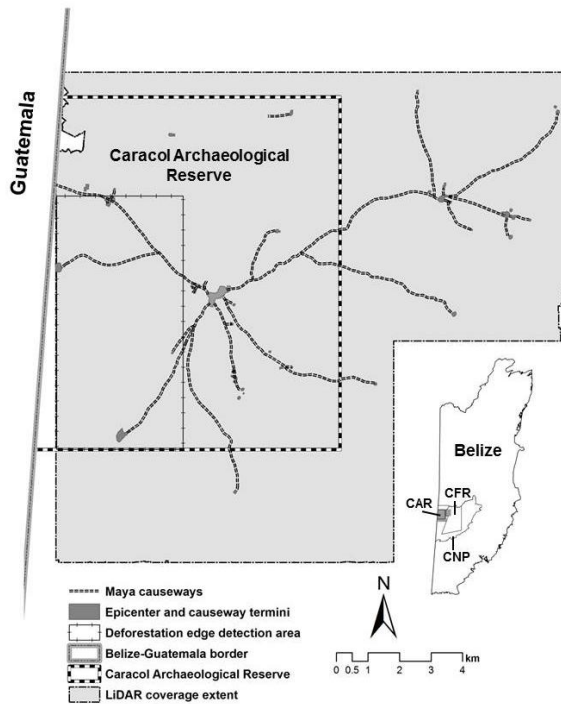 Guatemala
Caracol Archaeological
Reserve
Belize
CFR
CAR
CNP
N
Maya causeways
Epicenter and causeway termini
Deforestation edge detection area
Belize-Guatemala border
Caracol Archaeological Reserve
LiDAR coverage extent
km
0 0.5 1 2 3 4